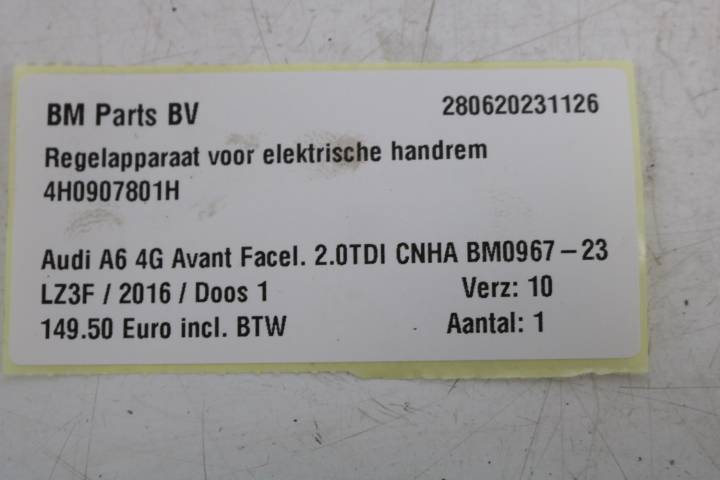 BM Parts BV 280620231126
Regelapparaat voor elektrische handrem
4H0907801H
Audi A6 4G Avant Facel. 2.0TDI CNHA BM0967-23
LZ3F / 2016 / Doos 1 Verz: 10
149.50 Euro incl. BTW Aantal: 1